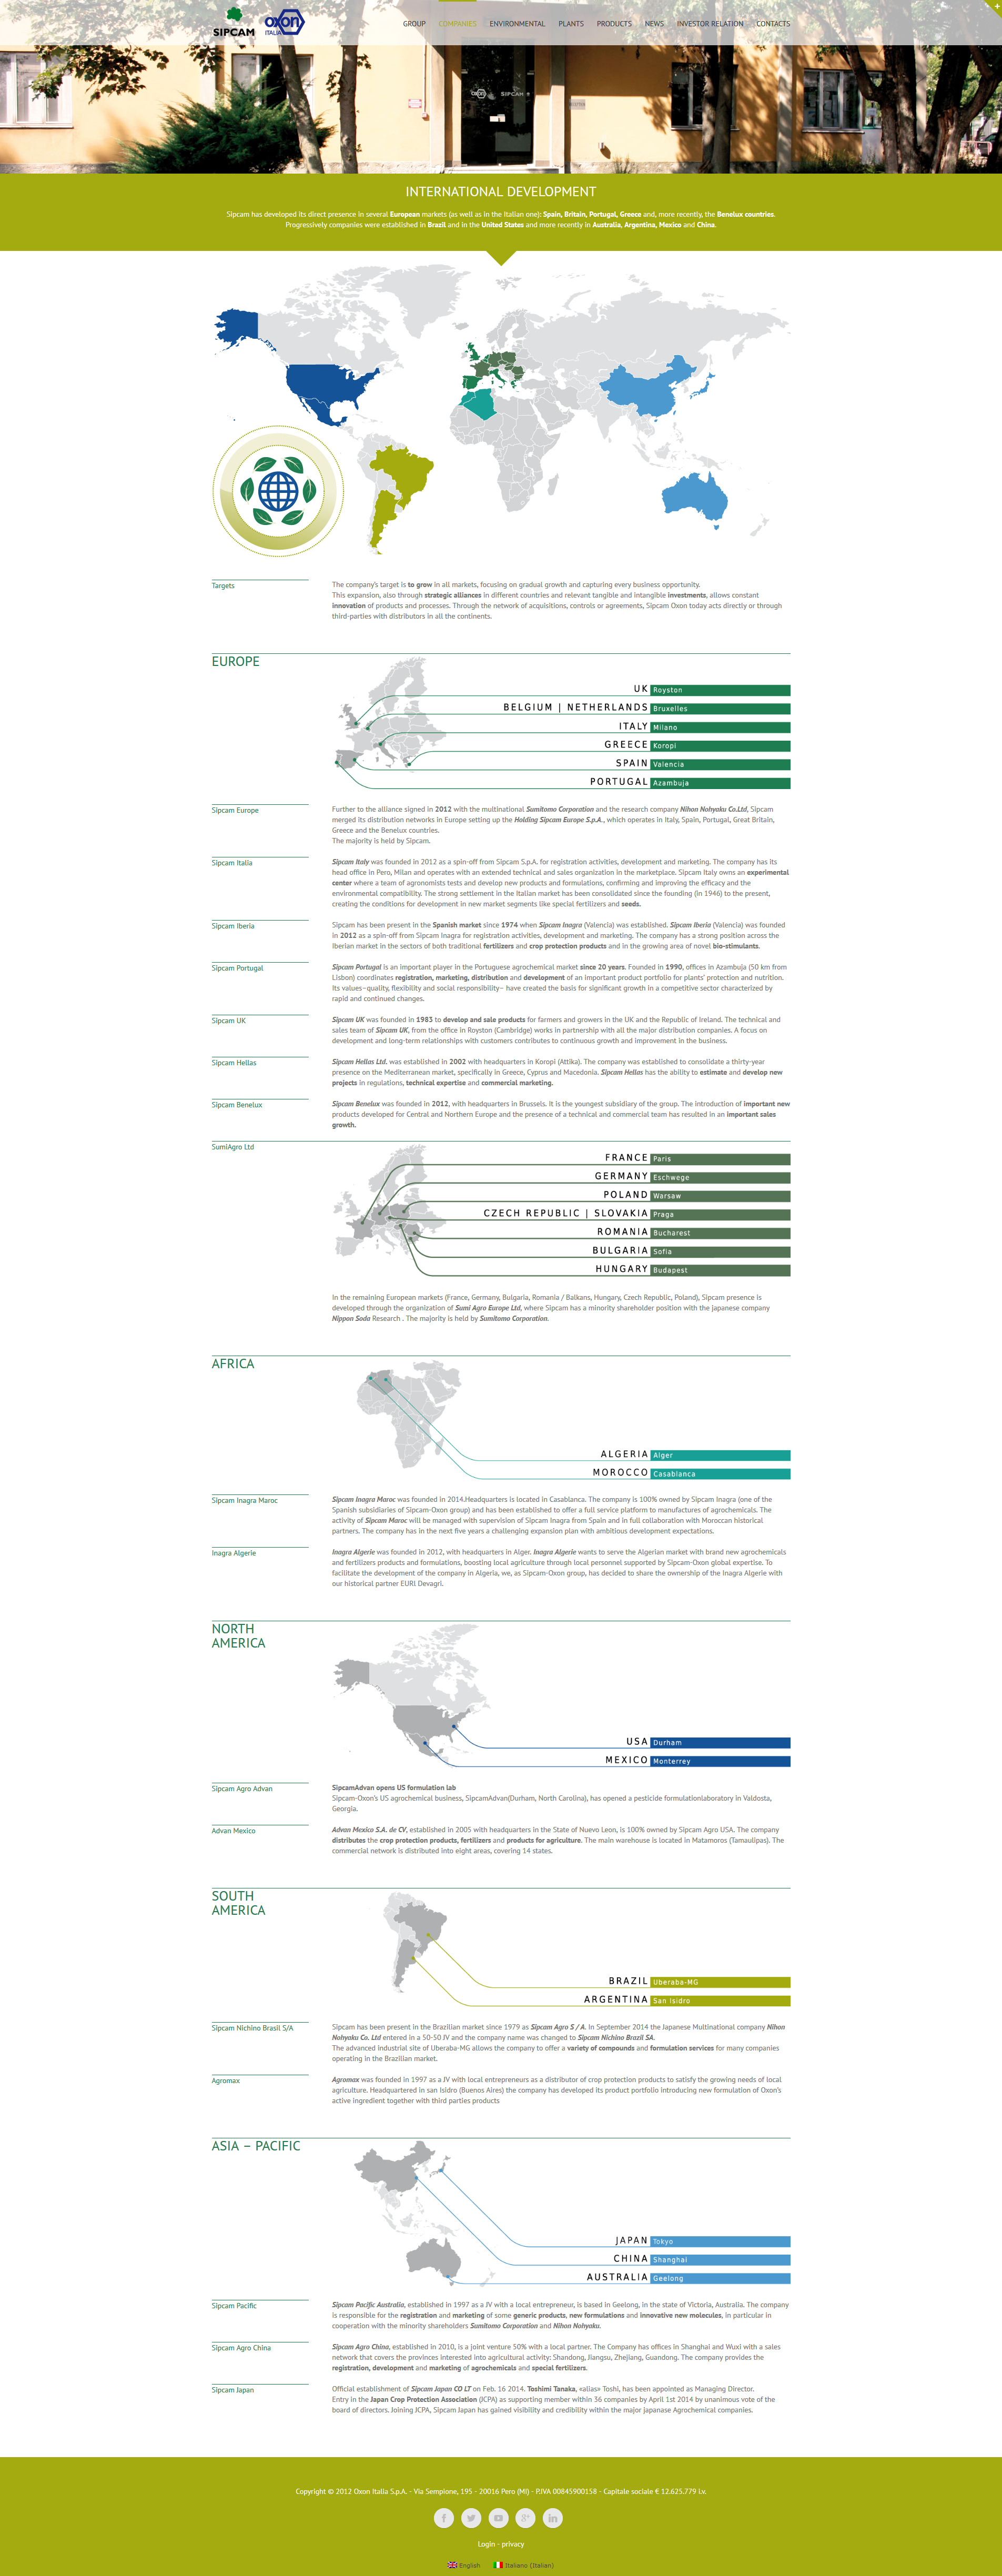 SIPCAM
oxon
ITALIA
GROUP COMPANIES ENVIRONMENTAL PLANTS PRODUCTS NEWS INVESTOR RELATION CONTACTS
oxon SIPCAM
INTERNATIONAL DEVELOPMENT
Sipcam has developed its direct presence in several European markets (as well as in the Italian one): Spain, Britain, Portugal, Greece and, more recently, the Benelux countries.
Progressively companies were established in Brazil and in the United States and more recently in Australia, Argentina, Mexico and China.
Targets
The company's target is to grow in all markets, focusing on gradual growth and capturing every business opportunity.
This expansion, also through strategic alliances in different countries and relevant tangible and intangible investments, allows constant
innovation of products and processes. Through the network of acquisitions, controls or agreements, Sipcam Oxon today acts directly or through
third-parties with distributors in all the continents.
EUROPE
UK Royston
BELGIUM | NETHERLANDS Bruxelles
ITALY Milano
GREECE Koropi
SPAIN Valencia
PORTUGAL Azambuja
Sipcam Europe
Further to the alliance signed in 2012 with the multinational Sumitomo Corporation and the research company Nihon Nohyaku Co.Ltd, Sipcam
merged its distribution networks in Europe setting up the Holding Sipcam Europe S.p.A., which operates in Italy, Spain, Portugal, Great Britain,
Greece and the Benelux countries.
The majority is held by Sipcam.
Sipcam Italia
Sipcam Italy was founded in 2012 as a spin-off from Sipcam S.p.A. for registration activities, development and marketing. The company has its
head office in Pero, Milan and operates with an extended technical and sales organization in the marketplace. Sipcam Italy owns an experimental
center where a team of agronomists tests and develop new products and formulations, confirming and improving the efficacy and the
environmental compatibility. The strong settlement in the Italian market has been consolidated since the founding (in 1946) to the present,
creating the conditions for development in new market segments like special fertilizers and seeds.
Sipcam Iberia
Sipcam has been present in the Spanish market since 1974 when Sipcam Inagra (Valencia) was established. Sipcam Iberia (Valencia) was founded
in 2012 as a spin-off from Sipcam Inagra for registration activities, development and marketing. The company has a strong position across the
Iberian market in the sectors of both traditional fertilizers and crop protection products and in the growing area of novel bio-stimulants.
Sipcam Portugal
Sipcam Portugal is an important player in the Portuguese agrochemical market since 20 years. Founded in 1990, offices in Azambuja (50 km from
Lisbon) coordinates registration, marketing, distribution and development of an important product portfolio for plants' protection and nutrition.
Its values–quality, flexibility and social responsibility– have created the basis for significant growth in a competitive sector characterized by
rapid and continued changes.
Sipcam UK
Sipcam UK was founded in 1983 to develop and sale products for farmers and growers in the UK and the Republic of Ireland. The technical and
sales team of Sipcam UK, from the office in Royston (Cambridge) works in partnership with all the major distribution companies. A focus on
development and long-term relationships with customers contributes to continuous growth and improvement in the business.
Sipcam Hellas
Sipcam Hellas Ltd. was established in 2002 with headquarters in Koropi (Attika). The company was established to consolidate a thirty-year
presence on the Mediterranean market, specifically in Greece, Cyprus and Macedonia. Sipcam Hellas has the ability to estimate and develop new
projects in regulations, technical expertise and commercial marketing.
Sipcam Benelux
Sipcam Benelux was founded in 2012, with headquarters in Brussels. It is the youngest subsidiary of the group. The introduction of important new
products developed for Central and Northern Europe and the presence of a technical and commercial team has resulted in an important sales
growth.
SumiAgro Ltd
FRANCE Paris
GERMANY Eschwege
POLAND Warsaw
CZECH REPUBLIC | SLOVAKIA Praga
ROMANIA Bucharest
BULGARIA Sofia
HUNGARY Budapest
In the remaining European markets (France, Germany, Bulgaria, Romania / Balkans, Hungary, Czech Republic, Poland), Sipcam presence is
developed through the organization of Sumi Agro Europe Ltd, where Sipcam has a minority shareholder position with the japanese company
Nippon Soda Research . The majority is held by Sumitomo Corporation.
AFRICA
ALGERIA Alger
MOROCCO Casablanca
Sipcam Inagra Maroc
Sipcam Inagra Maroc was founded in 2014.Headquarters is located in Casablanca. The company is 100% owned by Sipcam Inagra (one of the
Spanish subsidiaries of Sipcam-Oxon group) and has been established to offer a full service platform to manufactures of agrochemicals. The
activity of Sipcam Maroc will be managed with supervision of Sipcam Inagra from Spain and in full collaboration with Moroccan historical
partners. The company has in the next five years a challenging expansion plan with ambitious development expectations.
Inagra Algerie
Inagra Algerie was founded in 2012, with headquarters in Alger. Inagra Algerie wants to serve the Algerian market with brand new agrochemicals
and fertilizers products and formulations, boosting local agriculture through local personnel supported by Sipcam-Oxon global expertise. To
facilitate the development of the company in Algeria, we, as Sipcam-Oxon group, has decided to share the ownership of the Inagra Algerie with
our historical partner EURl Devagri.
NORTH
AMERICA
USA Durham
MEXICO Monterrey
Sipcam Agro Advan
SipcamAdvan opens US formulation lab
Sipcam-Oxon's US agrochemical business, SipcamAdvan(Durham, North Carolina), has opened a pesticide formulationlaboratory in Valdosta,
Georgia.
Advan Mexico
Advan Mexico S.A. de CV, established in 2005 with headquarters in the State of Nuevo Leon, is 100% owned by Sipcam Agro USA. The company
distributes the crop protection products, fertilizers and products for agriculture. The main warehouse is located in Matamoros (Tamaulipas). The
commercial network is distributed into eight areas, covering 14 states.
SOUTH
AMERICA
BRAZIL Uberaba-MG
ARGENTINA San Isidro
Sipcam Nichino Brasil S/A
Sipcam has been present in the Brazilian market since 1979 as Sipcam Agro S / A. In September 2014 the Japanese Multinational company Nihon
Nohyaku Co. Ltd entered in a 50-50 JV and the company name was changed to Sipcam Nichino Brazil SA.
The advanced industrial site of Uberaba-MG allows the company to offer a variety of compounds and formulation services for many companies
operating in the Brazilian market.
Agromax
Agromax was founded in 1997 as a JV with local entrepreneurs as a distributor of crop protection products to satisfy the growing needs of local
agriculture. Headquartered in san Isidro (Buenos Aires) the company has developed its product portfolio introducing new formulation of Oxon's
active ingredient together with third parties products
ASIA – PACIFIC
JAPAN Tokyo
CHINA Shanghai
AUSTRALIA Geelong
Sipcam Pacific
Sipcam Pacific Australia, established in 1997 as a JV with a local entrepreneur, is based in Geelong, in the state of Victoria, Australia. The company
is responsible for the registration and marketing of some generic products, new formulations and innovative new molecules, in particular in
cooperation with the minority shareholders Sumitomo Corporation and Nihon Nohyaku.
Sipcam Agro China
Sipcam Agro China, established in 2010, is a joint venture 50% with a local partner. The Company has offices in Shanghai and Wuxi with a sales
network that covers the provinces interested into agricultural activity: Shandong, Jiangsu, Zhejiang, Guandong. The company provides the
registration, development and marketing of agrochemicals and special fertilizers.
Sipcam Japan
Official establishment of Sipcam Japan CO LT on Feb. 16 2014. Toshimi Tanaka, «alias» Toshi, has been appointed as Managing Director.
Entry in the Japan Crop Protection Association (JCPA) as supporting member within 36 companies by April 1st 2014 by unanimous vote of the
board of directors. Joining JCPA, Sipcam Japan has gained visibility and credibility within the major japanase Agrochemical companies.
Copyright © 2012 Oxon Italia S.p.A. - Via Sempione, 195 - 20016 Pero (MI) - P.IVA 00845900158 - Capitale sociale € 12.625.779 i.v.
Login - privacy
English Italiano (Italian)